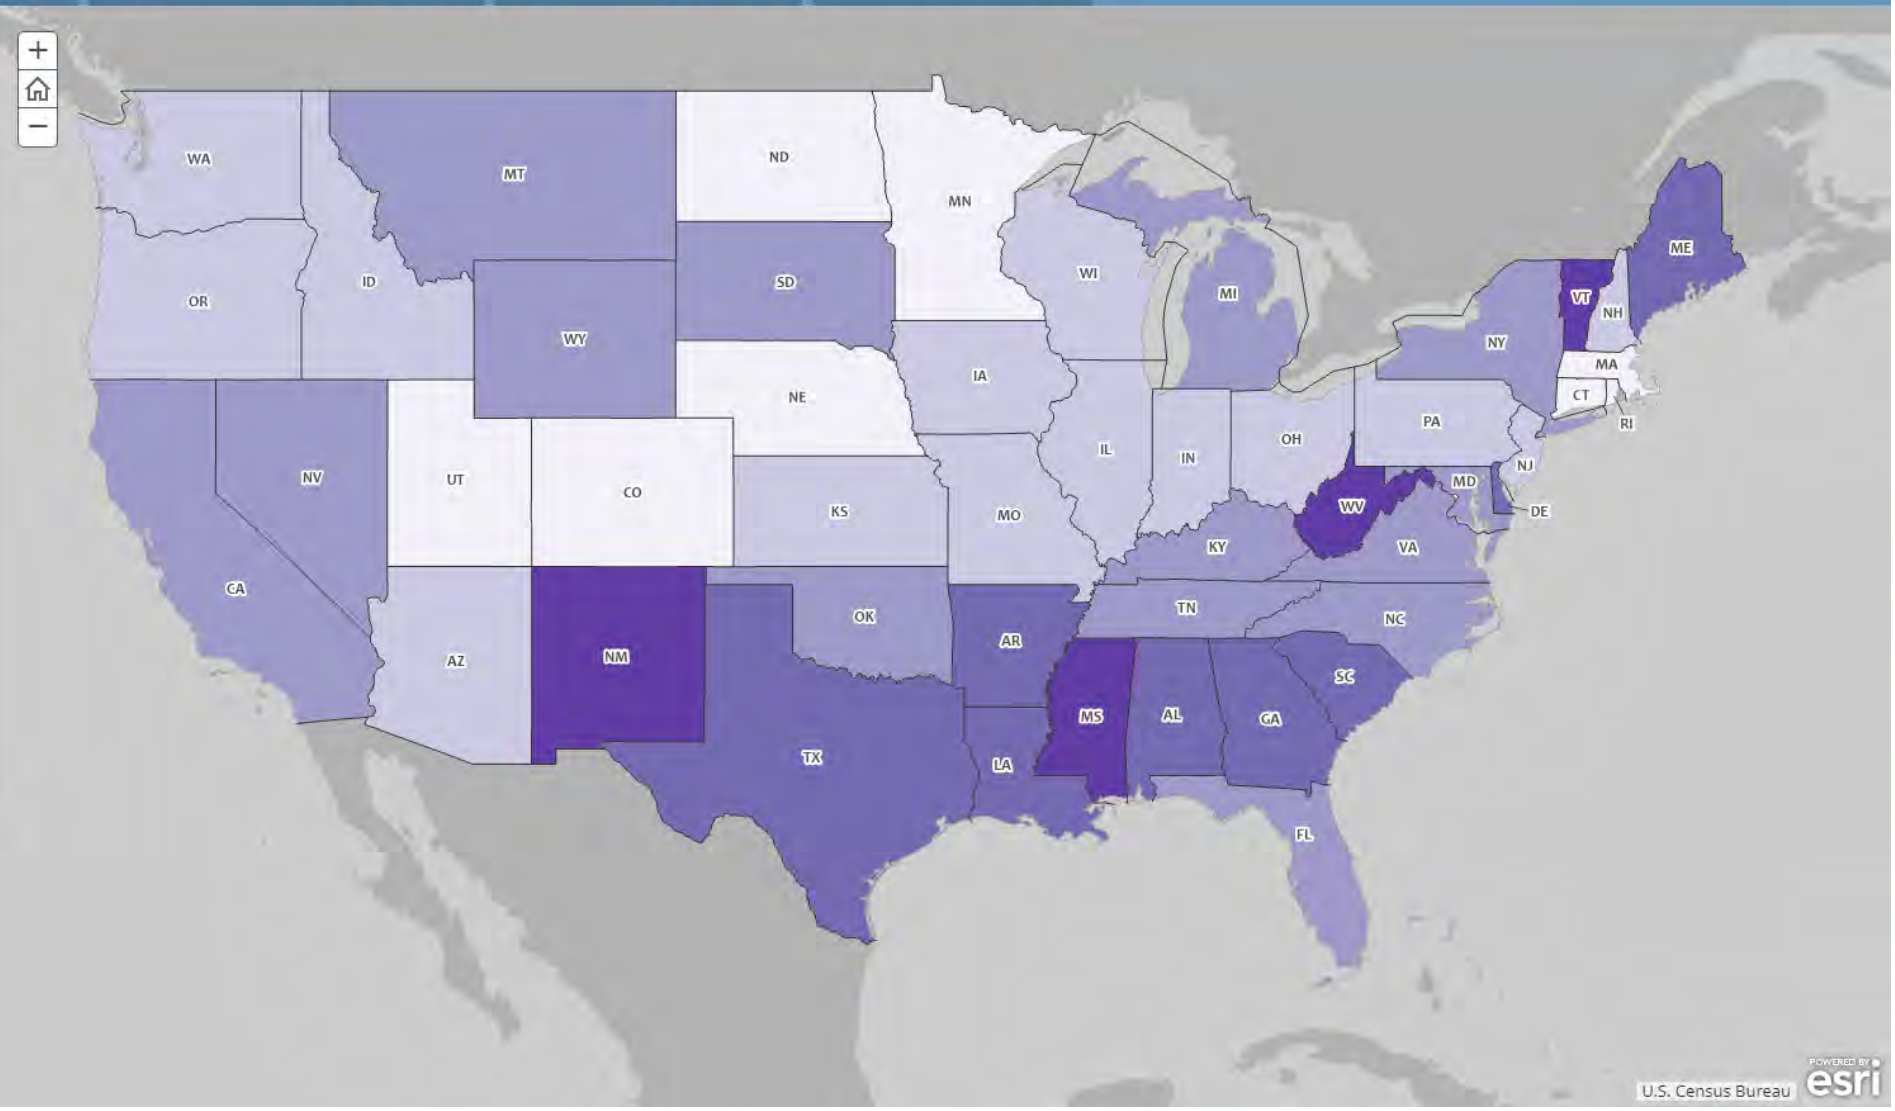 +
−
WA
MT
ND
MN
ME
OR
ID
WY
SD
WI
MI
VT
NH
NY
MA
CT
RI
IA
NE
PA
NV
UT
CO
KS
MO
IL
IN
OH
NJ
MD
DE
WV
VA
KY
CA
AZ
NM
OK
AR
TN
NC
SC
TX
LA
MS
AL
GA
FL
U.S. Census Bureau
POWERED BY
esri